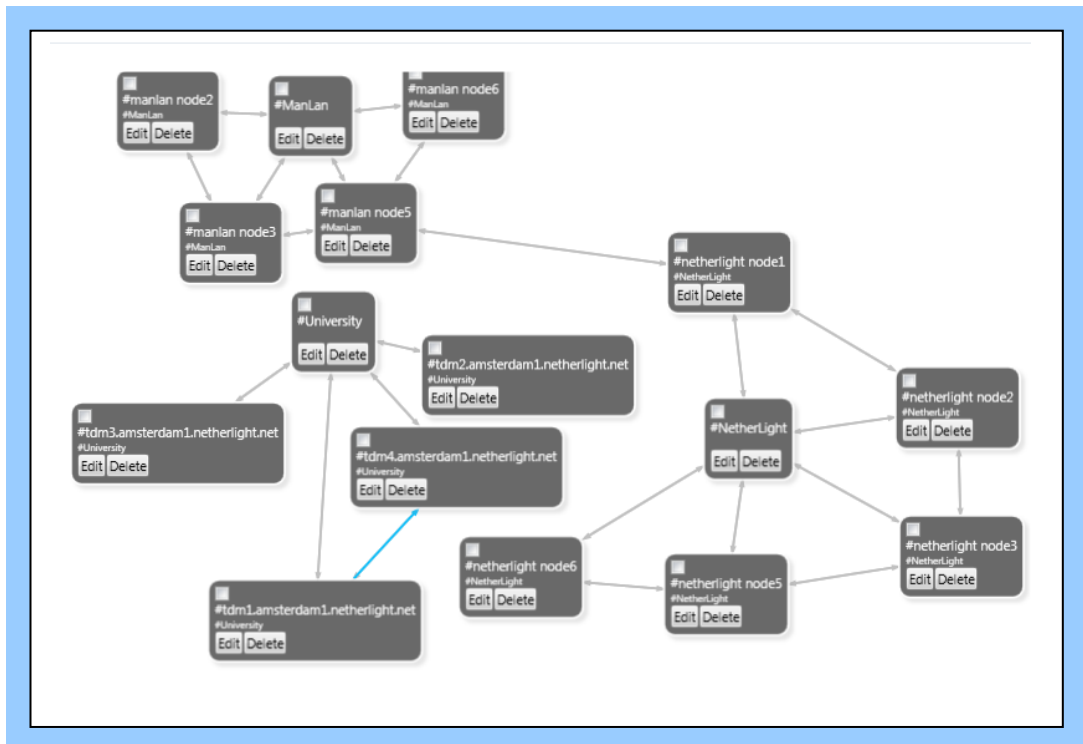 #manlan node2
#ManLan
Edit Delete
#ManLan
Edit Delete
#manlan node6
#ManLan
Edit Delete
#manlan node3
#ManLan
Edit Delete
#manlan node5
#ManLan
Edit Delete
#netherlight node1
#NetherLight
Edit Delete
#University
Edit Delete
#tdm2.amsterdam1.netherlight.net
#University
Edit Delete
#netherlight node2
#NetherLight
Edit Delete
#tdm3.amsterdam1.netherlight.net
#University
Edit Delete
#NetherLight
Edit Delete
#tdm4.amsterdam1.netherlight.net
#University
Edit Delete
#netherlight node3
#NetherLight
Edit Delete
#netherlight node6
#NetherLight
Edit Delete
#netherlight node5
#NetherLight
Edit Delete
#tdm1.amsterdam1.netherlight.net
#University
Edit Delete